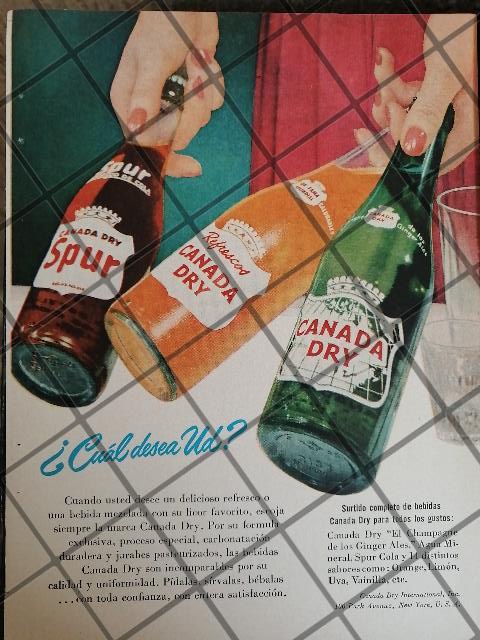 Spur
CANADA DRY
Spur
Refrescos
CANADA
DRY
CANADA
DRY
CANADA
DRY
¿Cuál desea Ud?
Cuando usted desee un delicioso refresco o
una bebida mezclada con su licor favorito, escoja
siempre la marca Canada Dry. Por su formula
exclusiva, proceso especial, carbonatación
duradera y jarabes pasteurizados, las bebidas
Canada Dry son incomparables por su
calidad y uniformidad. Pídalas, sírvalas, bébalas
...con toda confianza, con entera satisfacción.
Surtido completo de bebidas
Canada Dry para todos los gustos:
Canada Dry "El Champagne
de los Ginger Ales," Agua Mi-
neral, Spur Cola y 14 distintos
sabores como: Orange, Limón,
Uva, Vainilla, etc.
Canada Dry International, Inc.
100 Park Avenue, New York, U. S. A.